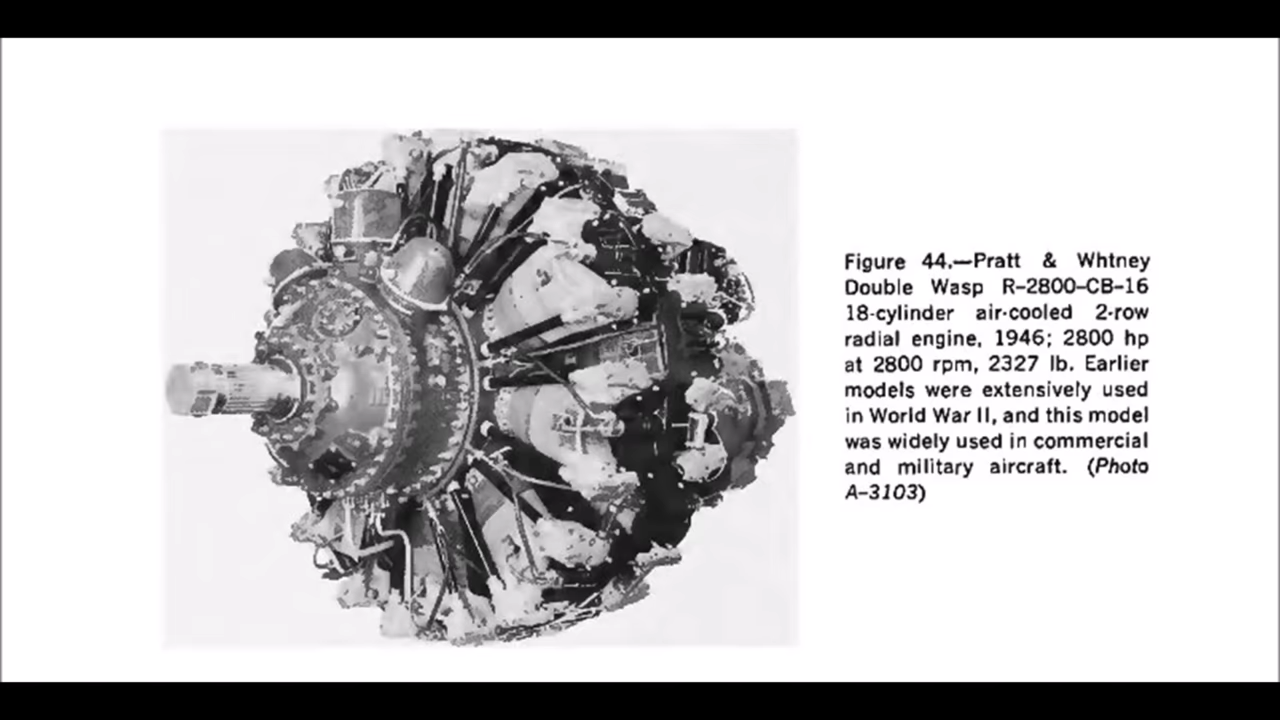 Figure 44.—Pratt & Whtney
Double Wasp R-2800-CB-16
18-cylinder air-cooled 2-row
radial engine, 1946; 2800 hp
at 2800 rpm, 2327 lb. Earlier
models were extensively used
in World War II, and this model
was widely used in commercial
and military aircraft. (Photo
A-3103)